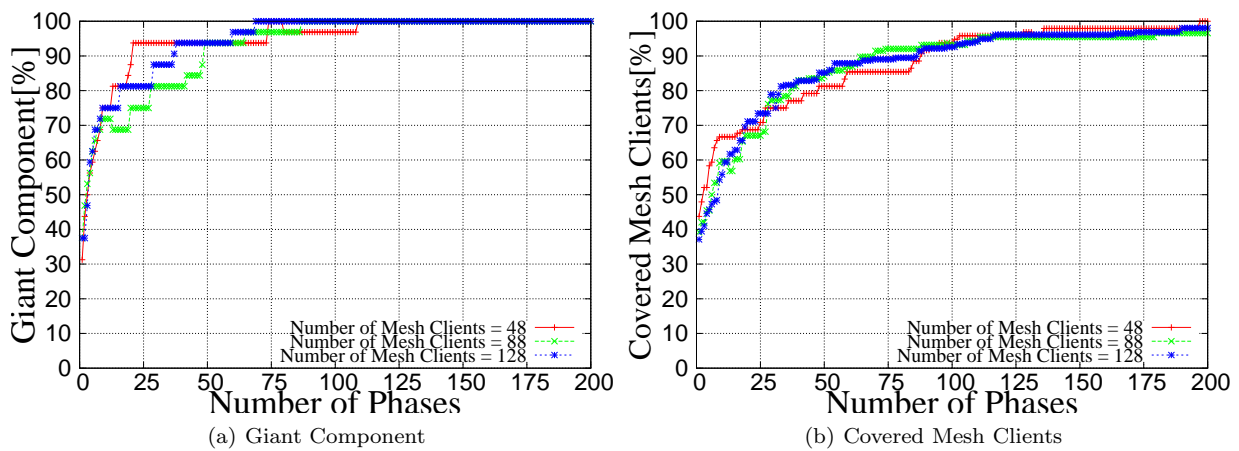 Giant Component[%]
100
90
80
70
60
50
40
30
20
10
0
Number of Mesh Clients = 48
Number of Mesh Clients = 88
Number of Mesh Clients = 128
0 25 50 75 100 125 150 175 200
Number of Phases
(a) Giant Component
Covered Mesh Clients[%]
100
90
80
70
60
50
40
30
20
10
0
Number of Mesh Clients = 48
Number of Mesh Clients = 88
Number of Mesh Clients = 128
0 25 50 75 100 125 150 175 200
Number of Phases
(b) Covered Mesh Clients